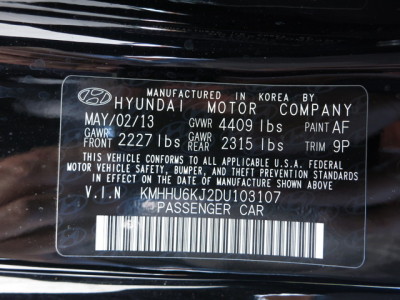 MANUFACTURED IN KOREA BY
HYUNDAI MOTOR COMPANY
MAY/02/13 GVWR 4409 lbs PAINT AF
GAWR FRONT 2227 lbs GAWR REAR 2315 lbs TRIM 9P
THIS VEHICLE CONFORMS TO ALL APPLICABLE U.S.A. FEDERAL
MOTOR VEHICLE SAFETY, BUMPER, AND THEFT PREVENTION
STANDARDS IN EFFECT ON THE DATE OF MANUFACTURE SHOWN ABOVE.
V.I.N KMHHU6KJ2DU103107
PASSENGER CAR